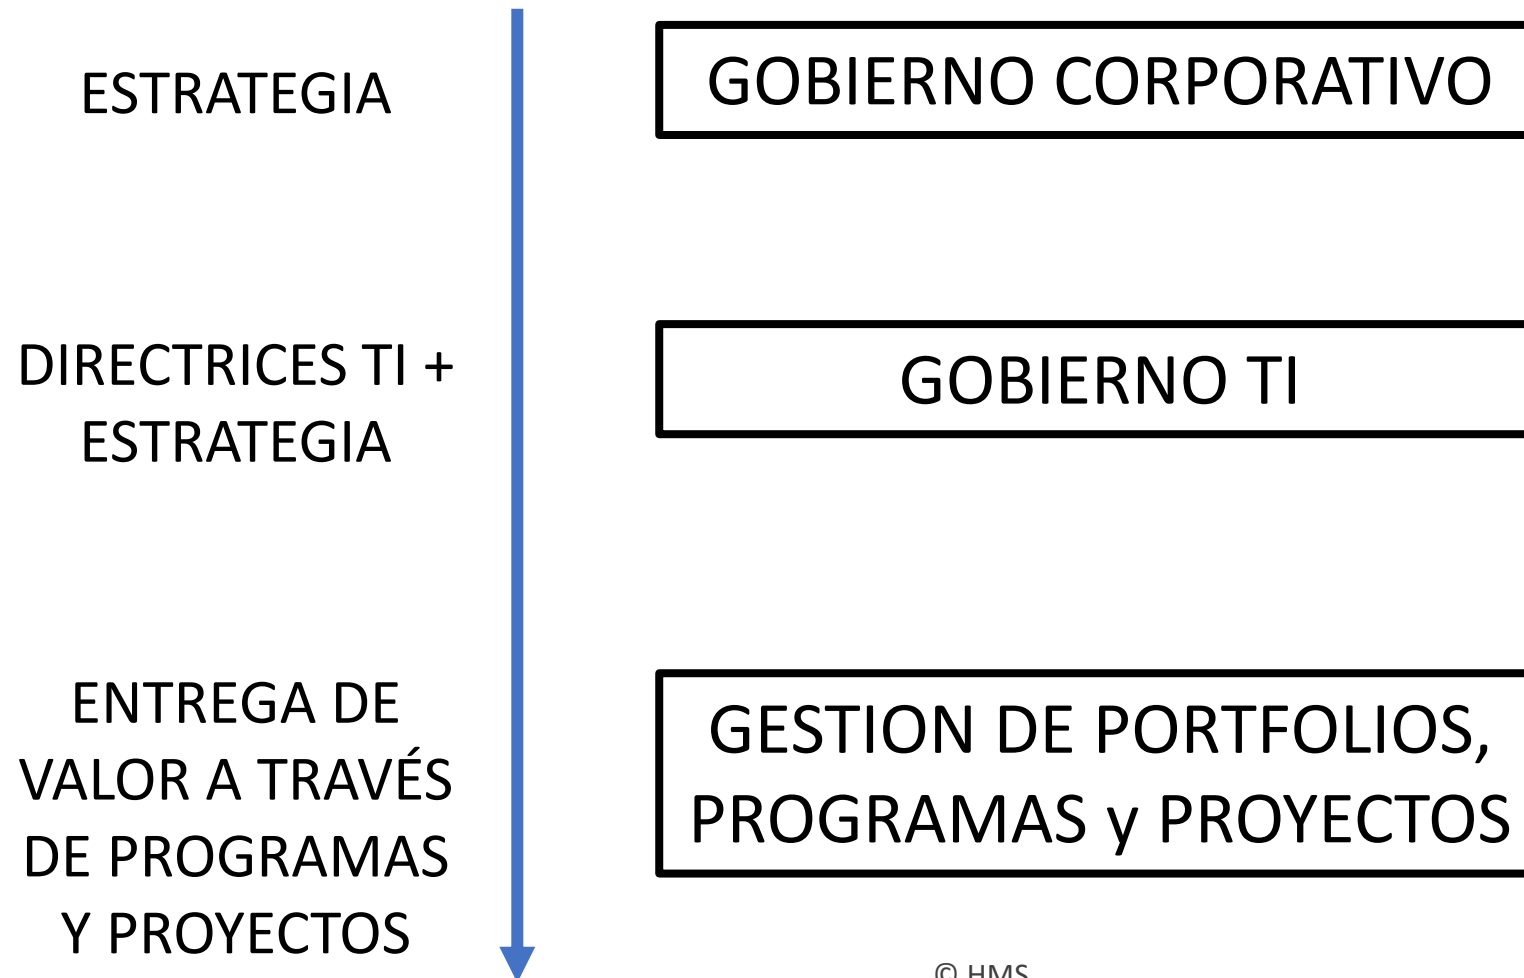 ESTRATEGIA
GOBIERNO CORPORATIVO
DIRECTRICES TI +
ESTRATEGIA
GOBIERNO TI
ENTREGA DE
VALOR A TRAVÉS
DE PROGRAMAS
Y PROYECTOS
GESTION DE PORTFOLIOS,
PROGRAMAS y PROYECTOS
© HMS